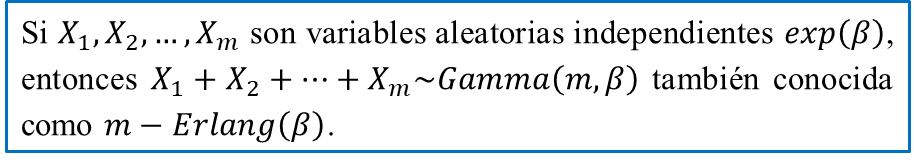 Si X₁, X₂, … , Xₘ son variables aleatorias independientes exp(β),
entonces X₁ + X₂ + ⋯ + Xₘ~Gamma(m, β) también conocida
como m − Erlang(β).